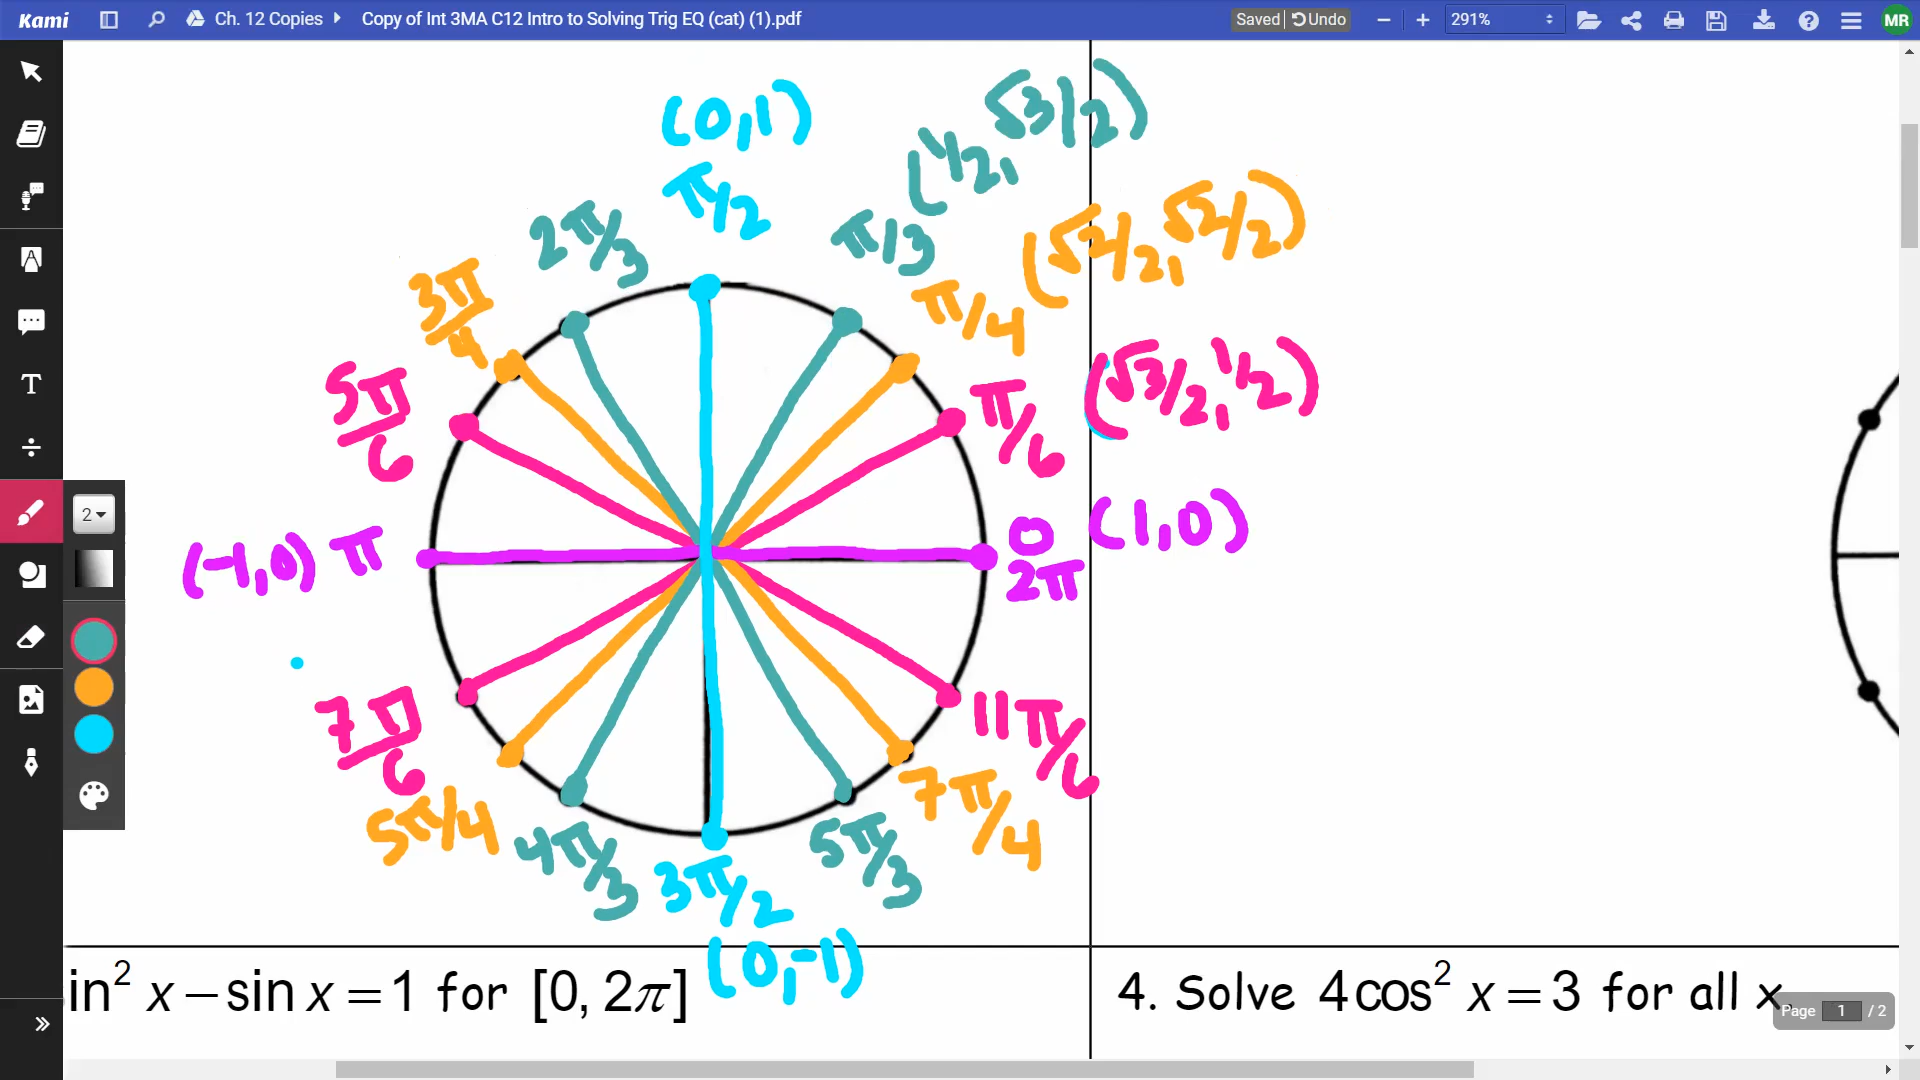 Kami
Ch. 12 Copies
Copy of Int 3MA C12 Intro to Solving Trig EQ (cat) (1).pdf
Saved
Undo
291%
MR
(0,1)
π/2
(1/2, √3/2)
π/3
2π/3
(√2/2, √2/2)
π/4
3π/4
(√3/2, 1/2)
π/6
5π/6
(-1,0) π
0 (1,0)
2π
7π/6
11π/6
5π/4
7π/4
4π/3
5π/3
3π/2
(0,-1)
2
T
in² x – sin x = 1 for [0, 2π]
4. Solve 4cos² x = 3 for all x
Page 1 / 2